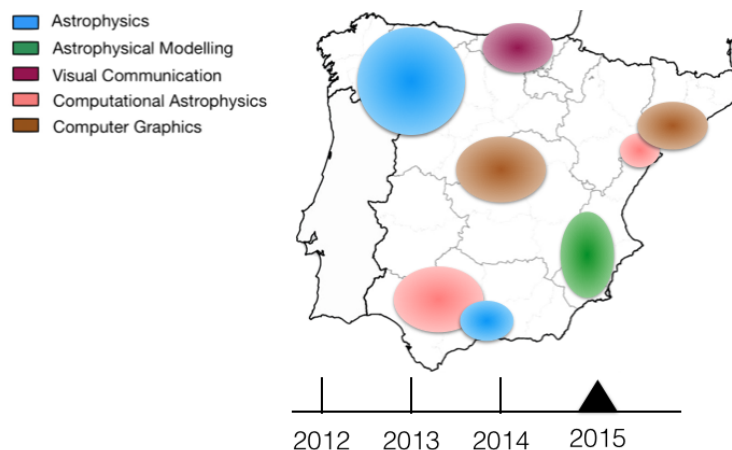 Astrophysics
Astrophysical Modelling
Visual Communication
Computational Astrophysics
Computer Graphics
2012 2013 2014 2015